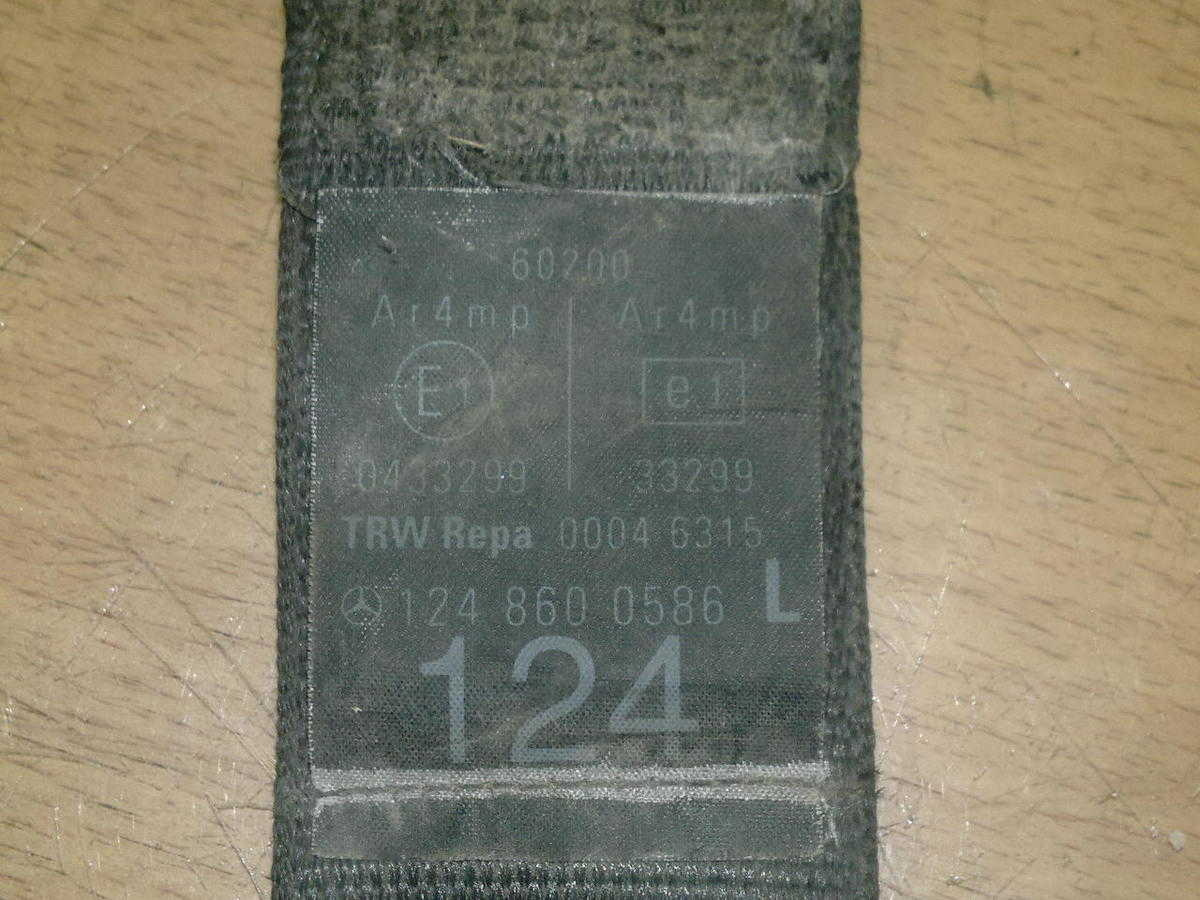 60200
Ar4mp Ar4mp
E1 e1
0433299 33299
TRW Repa 0004 6315
124 860 0586 L
124